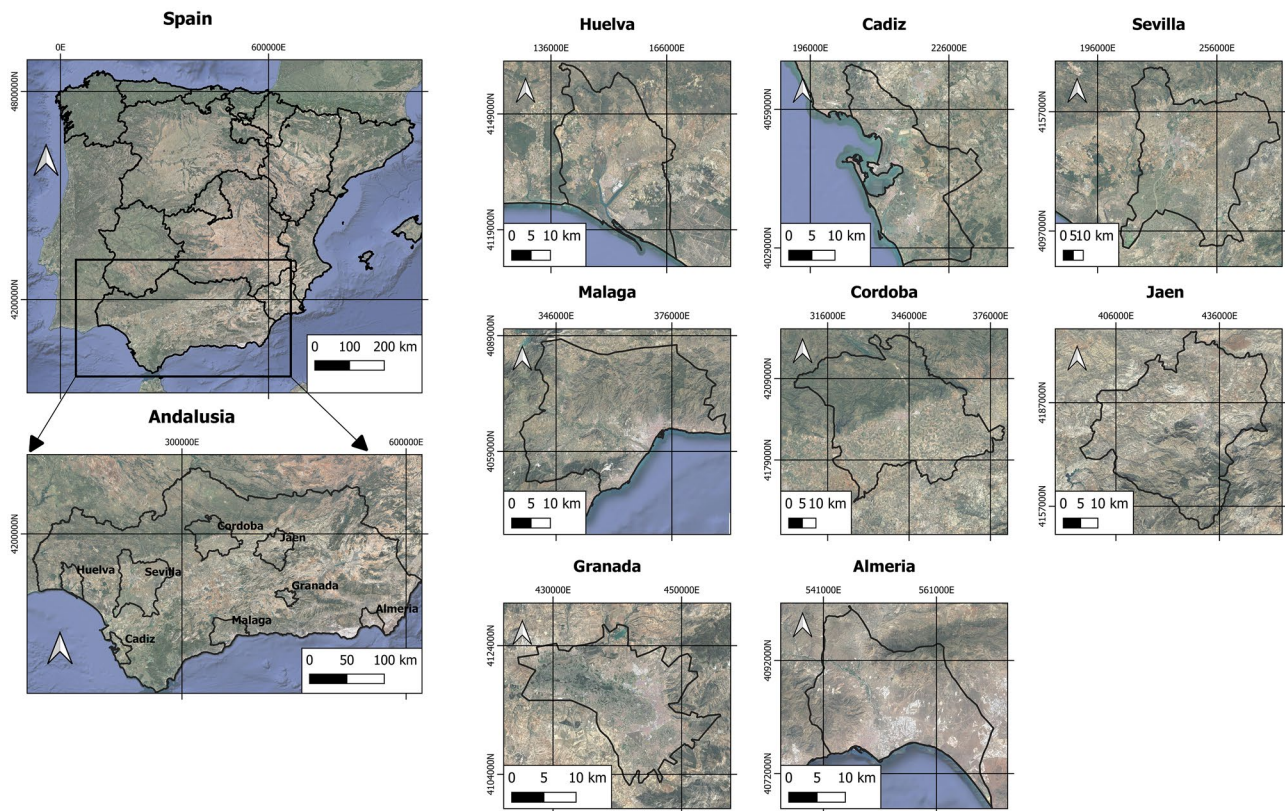 Spain
0E 600000E
4800000N
4200000N
0 100 200 km
Andalusia
300000E 600000E
4200000N
Cordoba
Jaen
Huelva
Sevilla
Granada
Almeria
Malaga
Cadiz
0 50 100 km
Huelva
136000E 166000E
4149000N
4119000N
0 5 10 km
Cadiz
196000E 226000E
4059000N
4029000N
0 5 10 km
Sevilla
196000E 256000E
4157000N
4097000N
0 510 km
Malaga
346000E 376000E
4089000N
4059000N
0 5 10 km
Cordoba
316000E 346000E 376000E
4209000N
4179000N
0 5 10 km
Jaen
406000E 436000E
4187000N
4157000N
0 5 10 km
Granada
430000E 450000E
4124000N
4104000N
0 5 10 km
Almeria
541000E 561000E
4092000N
4072000N
0 5 10 km